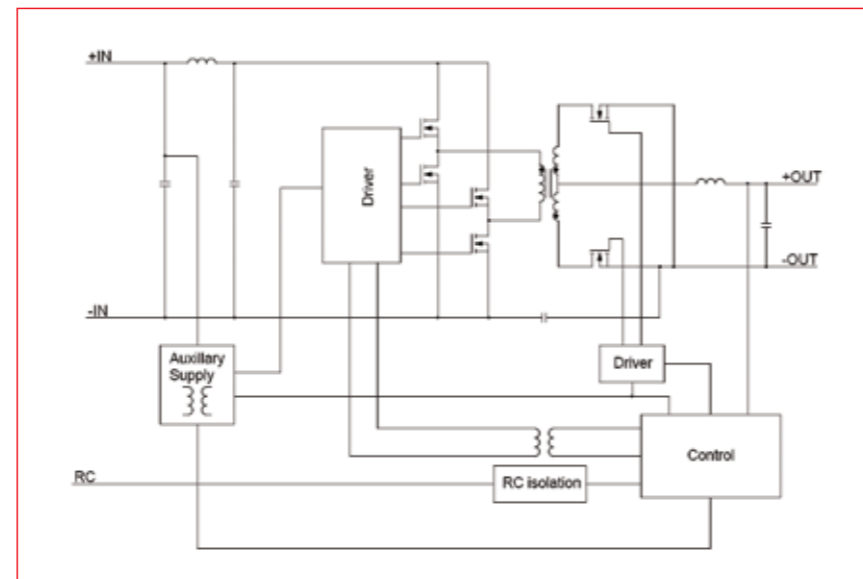 +IN
Driver
+OUT
-OUT
-IN
Auxillary
Supply
Driver
Control
RC
RC isolation